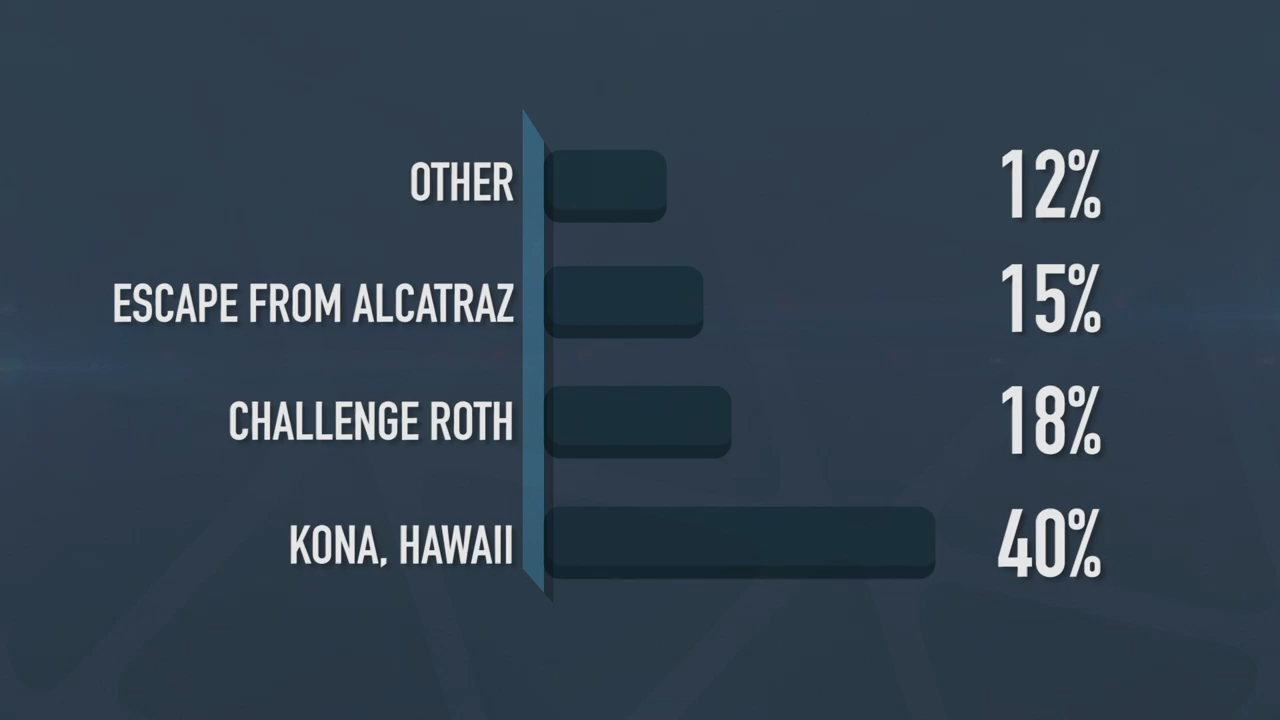 OTHER 12%
ESCAPE FROM ALCATRAZ 15%
CHALLENGE ROTH 18%
KONA, HAWAII 40%